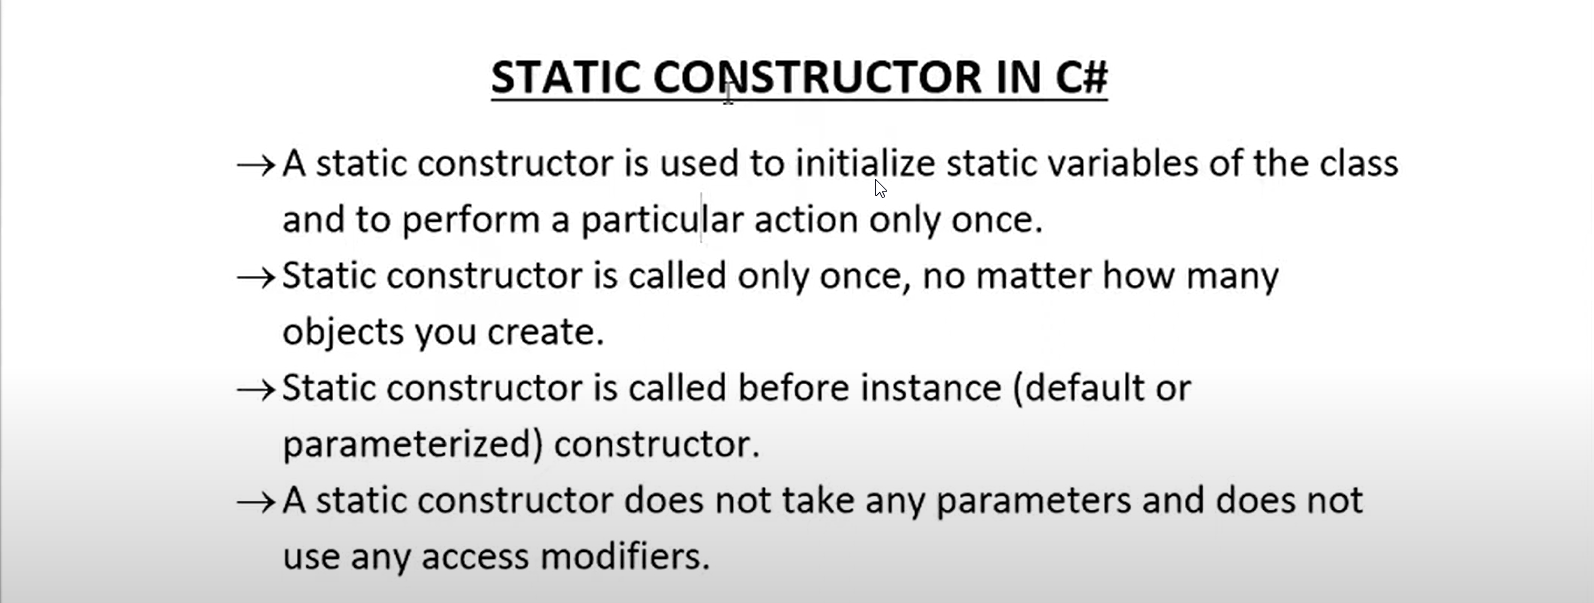 STATIC CONSTRUCTOR IN C#
→ A static constructor is used to initialize static variables of the class
and to perform a particular action only once.
→ Static constructor is called only once, no matter how many
objects you create.
→ Static constructor is called before instance (default or
parameterized) constructor.
→ A static constructor does not take any parameters and does not
use any access modifiers.